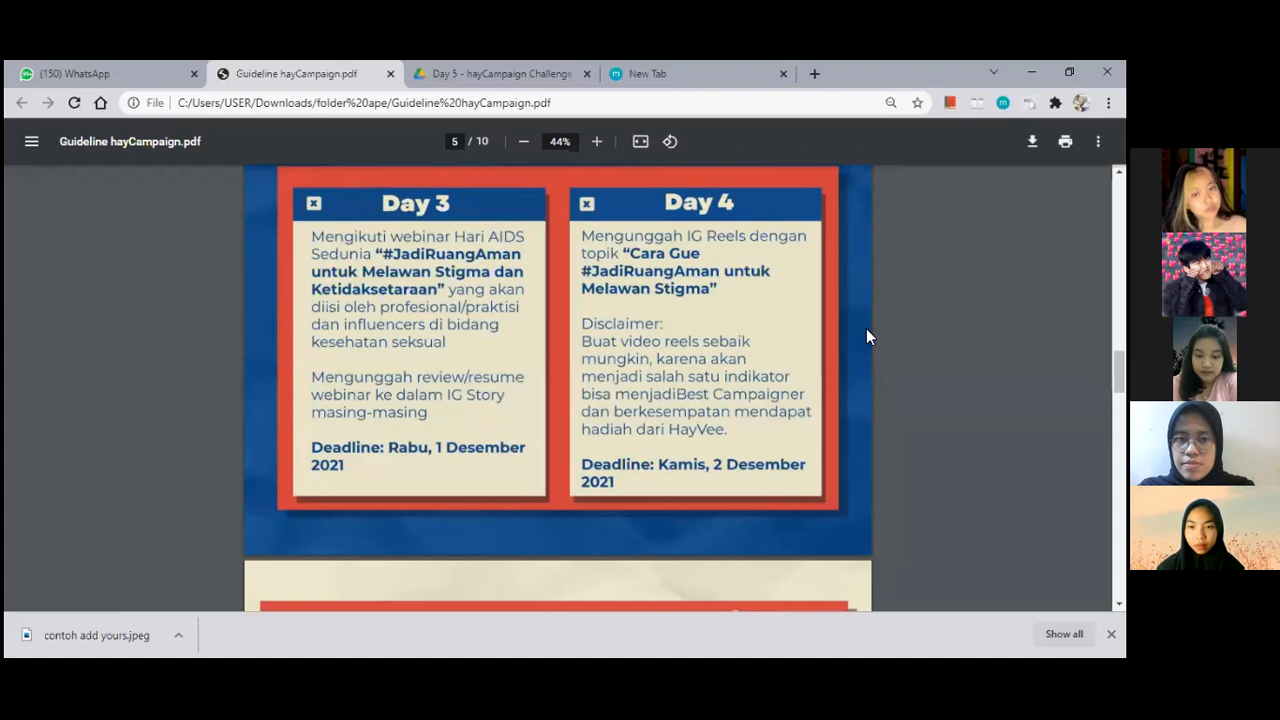 (150) WhatsApp
Guideline hayCampaign.pdf
Day 5 - hayCampaign Challenge
New Tab
File
C:/Users/USER/Downloads/folder%20ape/Guideline%20hayCampaign.pdf
Guideline hayCampaign.pdf
5 / 10
44%
Day 3
Mengikuti webinar Hari AIDS
Sedunia “#JadiRuangAman
untuk Melawan Stigma dan
Ketidaksetaraan” yang akan
diisi oleh profesional/praktisi
dan influencers di bidang
kesehatan seksual
Mengunggah review/resume
webinar ke dalam IG Story
masing-masing
Deadline: Rabu, 1 Desember
2021
Day 4
Mengunggah IG Reels dengan
topik “Cara Gue
#JadiRuangAman untuk
Melawan Stigma”
Disclaimer:
Buat video reels sebaik
mungkin, karena akan
menjadi salah satu indikator
bisa menjadiBest Campaigner
dan berkesempatan mendapat
hadiah dari HayVee.
Deadline: Kamis, 2 Desember
2021
contoh add yours.jpeg
Show all